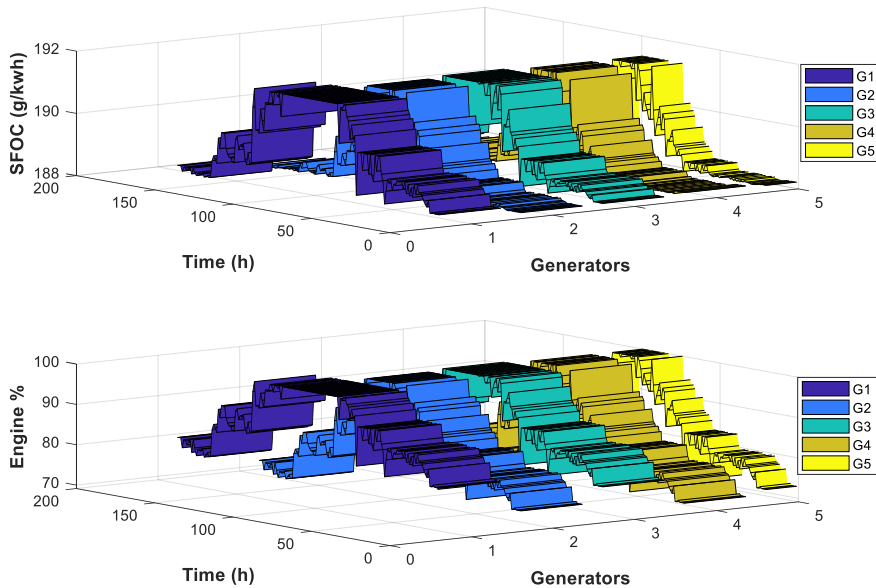 SFOC (g/kwh)
192
190
188
200
150
100
50
0
Time (h)
0
1
2
3
4
5
Generators
G1
G2
G3
G4
G5
Engine %
100
90
80
70
200
150
100
50
0
Time (h)
0
1
2
3
4
5
Generators
G1
G2
G3
G4
G5